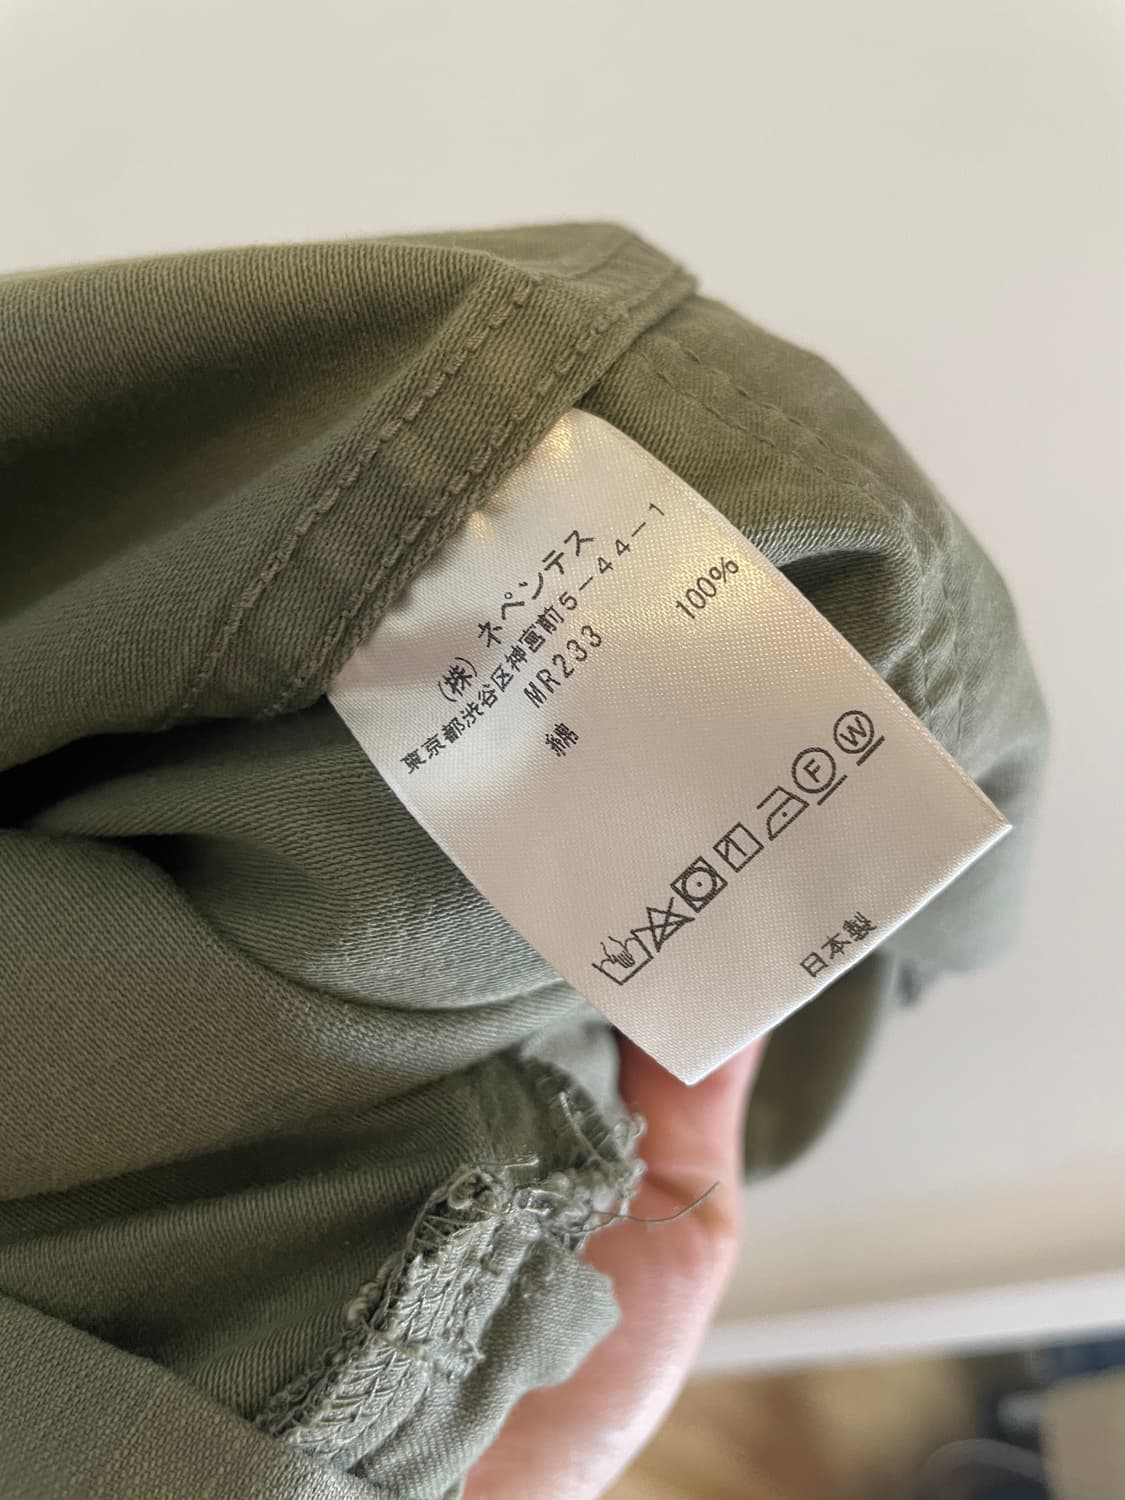 (株) ネペンテス
東京都渋谷区神宮前5-44-1
MR233
綿 100%
F W
日本製